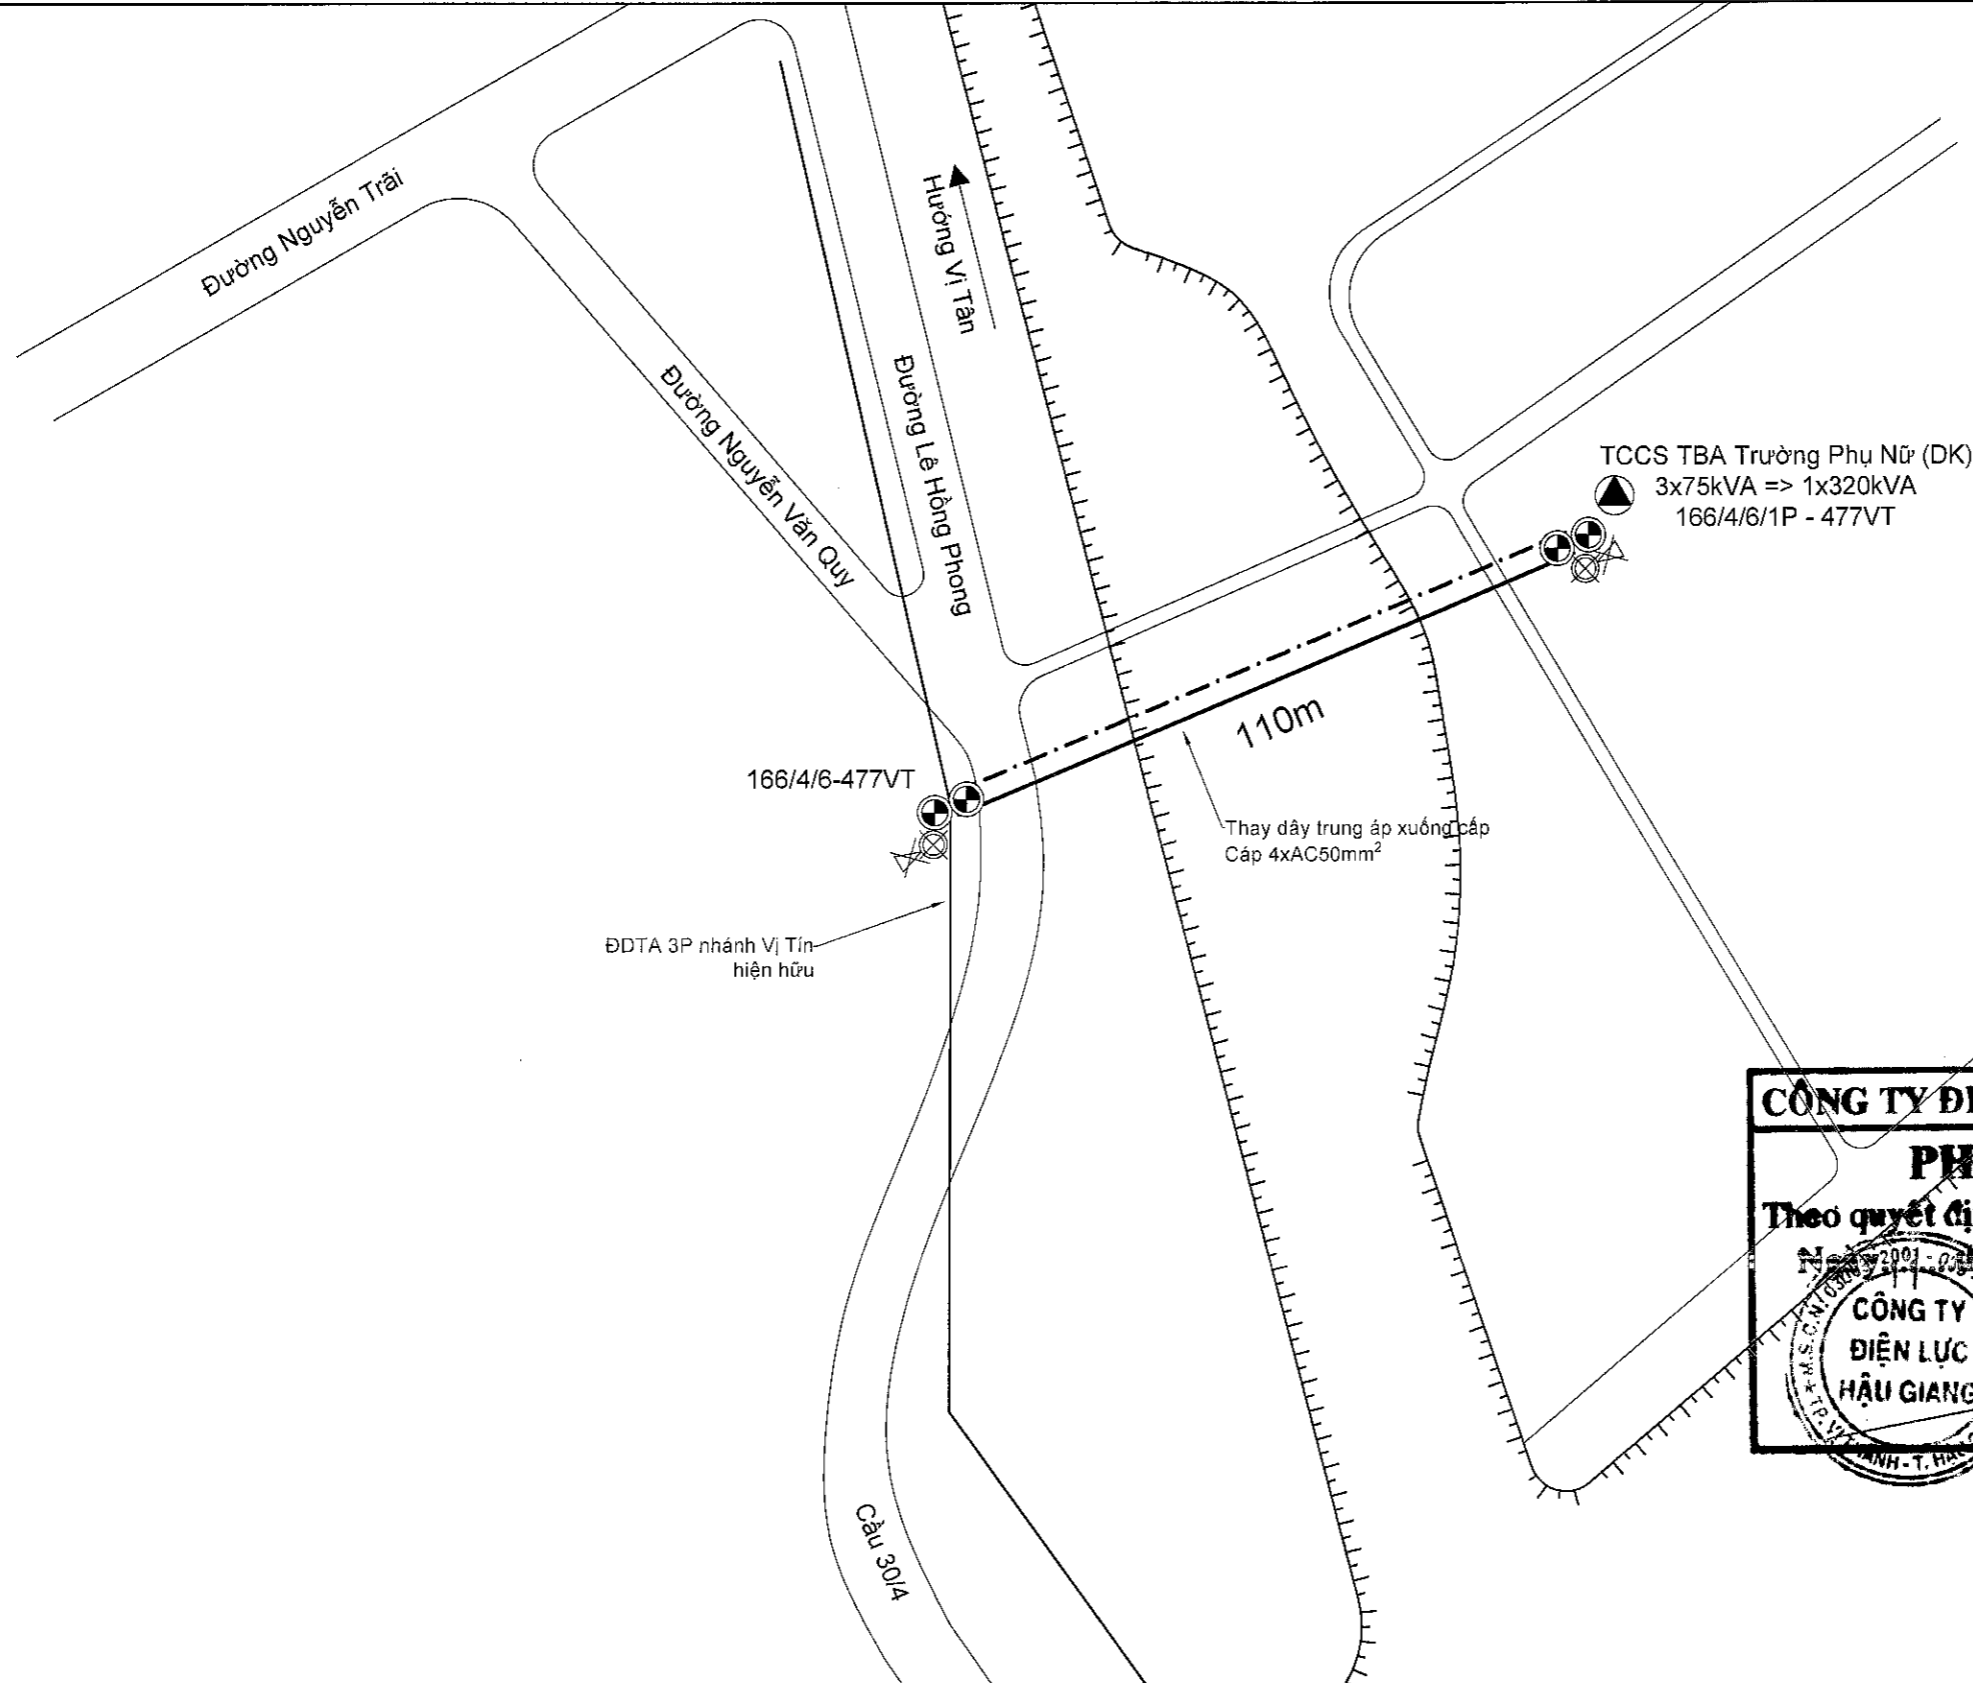 Đường Nguyễn Trãi
Hướng Vị Tân
Đường Nguyễn Văn Quy
Đường Lê Hồng Phong
TCCS TBA Trường Phụ Nữ (DK)
3x75kVA => 1x320kVA
166/4/6/1P - 477VT
110m
166/4/6-477VT
Thay dây trung áp xuống cấp
Cáp 4xAC50mm²
ĐDTA 3P nhánh Vị Tín
hiện hữu
Cầu 30/4
CÔNG TY
PH
Theo quyết
CÔNG TY
ĐIỆN LỰC
HẬU GIANG